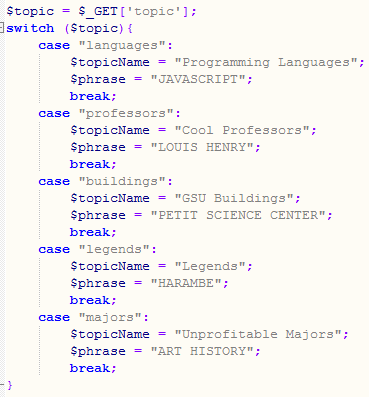 $topic = $_GET['topic'];
switch ($topic){
    case "languages":
        $topicName = "Programming Languages";
        $phrase = "JAVASCRIPT";
        break;
    case "professors":
        $topicName = "Cool Professors";
        $phrase = "LOUIS HENRY";
        break;
    case "buildings":
        $topicName = "GSU Buildings";
        $phrase = "PETIT SCIENCE CENTER";
        break;
    case "legends":
        $topicName = "Legends";
        $phrase = "HARAMBE";
        break;
    case "majors":
        $topicName = "Unprofitable Majors";
        $phrase = "ART HISTORY";
        break;
}